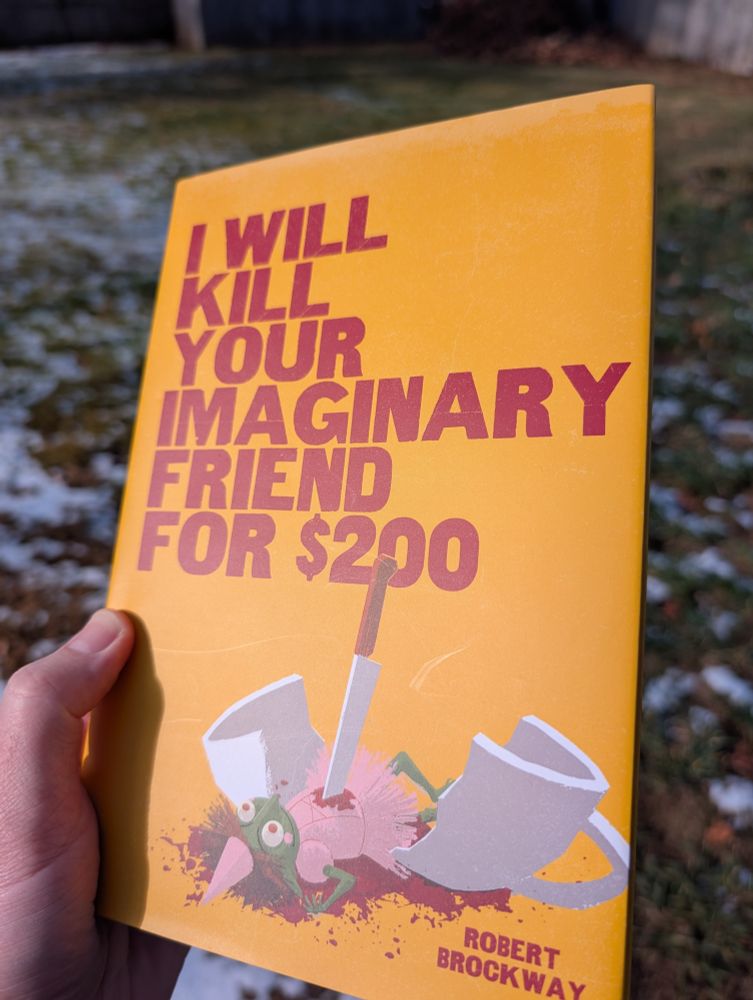 I WILL
KILL
YOUR
IMAGINARY
FRIEND
FOR $200
ROBERT
BROCKWAY